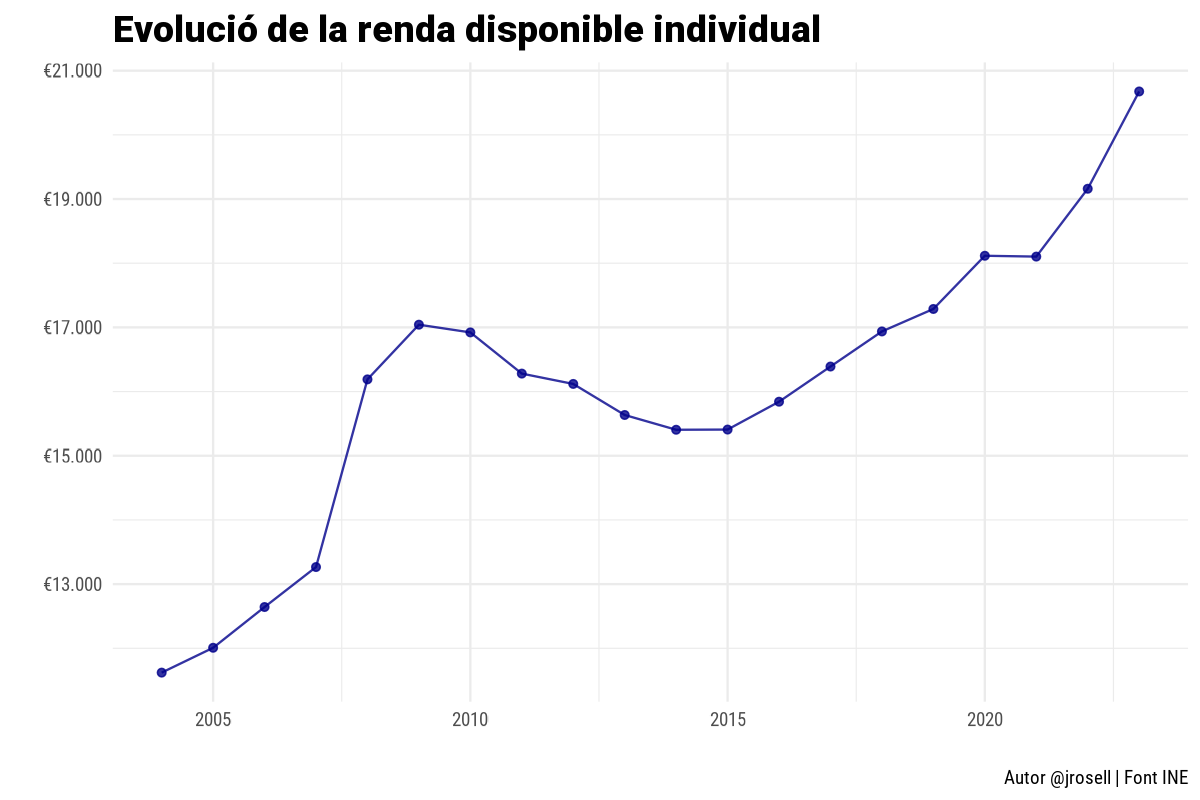 Evolució de la renda disponible individual
€21.000
€19.000
€17.000
€15.000
€13.000
2005 2010 2015 2020
Autor @jrosell | Font INE